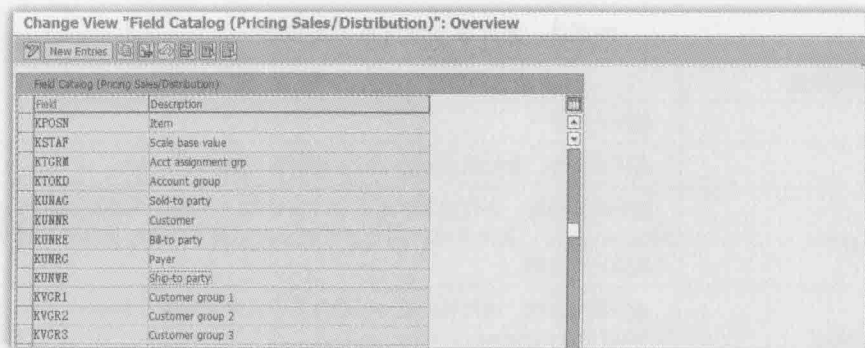 Change View "Field Catalog (Pricing Sales/Distribution)": Overview
New Entries
Field Catalog (Pricing Sales/Distribution)
Field Description
KPOSN Item
KSTAF Scale base value
KTGRM Acct assignment grp
KTOKD Account group
KUNAG Sold-to party
KUNNR Customer
KUNRE Bill-to party
KUNRG Payer
KUNWE Ship-to party
KVGR1 Customer group 1
KVGR2 Customer group 2
KVGR3 Customer group 3